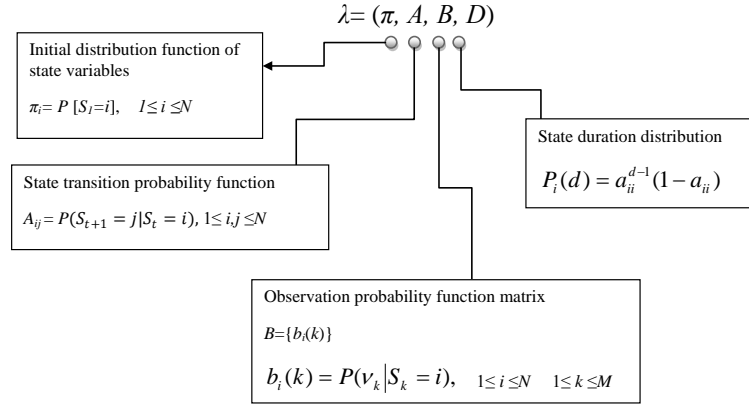 λ= (π, A, B, D)
Initial distribution function of
state variables
πᵢ= P [S₁=i], 1≤ i ≤N
State transition probability function
Aᵢⱼ= P(Sₜ₊₁ = j|Sₜ = i), 1≤ i,j ≤N
State duration distribution
Pᵢ(d) = aᵢᵢ^{d−1}(1− aᵢᵢ)
Observation probability function matrix
B={bᵢ(k)}
bᵢ(k) = P(νₖ|Sₖ = i), 1≤ i ≤N 1≤ k ≤M